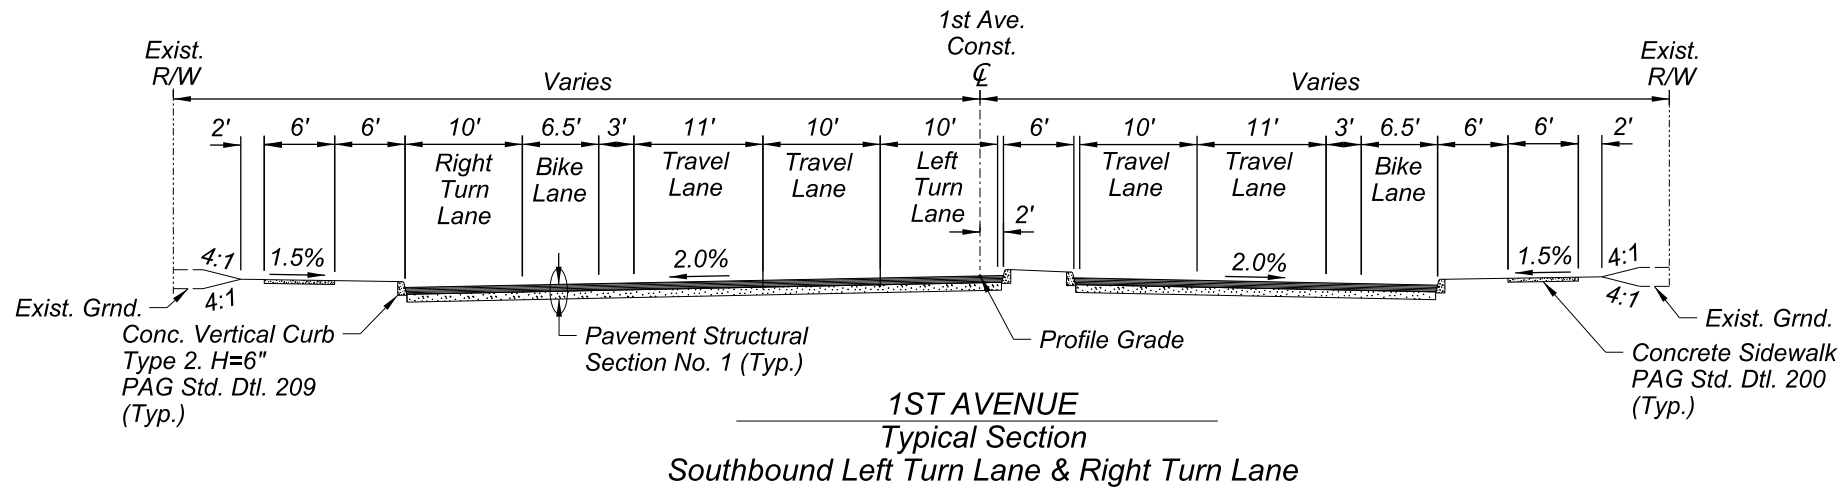 1st Ave.
Const.
℄
Exist.
R/W
Exist.
R/W
Varies
Varies
2'
6'
6'
10'
6.5'
3'
11'
10'
10'
6'
10'
11'
3'
6.5'
6'
6'
2'
Right
Turn
Lane
Bike
Lane
Travel
Lane
Travel
Lane
Left
Turn
Lane
Travel
Lane
Travel
Lane
Bike
Lane
2'
4:1
4:1
1.5%
2.0%
2.0%
1.5%
4:1
4:1
Exist. Grnd.
Conc. Vertical Curb
Type 2. H=6"
PAG Std. Dtl. 209
(Typ.)
Pavement Structural
Section No. 1 (Typ.)
Profile Grade
Exist. Grnd.
Concrete Sidewalk
PAG Std. Dtl. 200
(Typ.)
1ST AVENUE
Typical Section
Southbound Left Turn Lane & Right Turn Lane